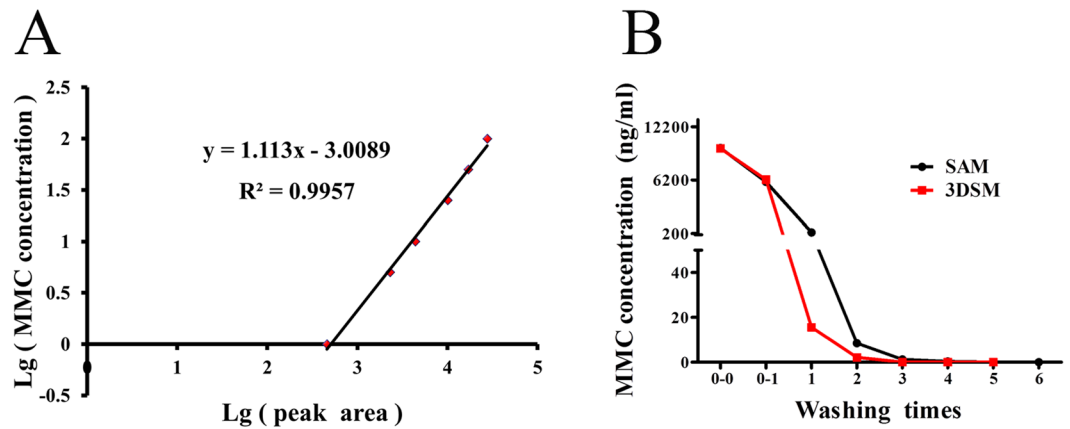 A
Lg ( MMC concentration )
2.5
2
1.5
1
0.5
0
-0.5
y = 1.113x - 3.0089
R² = 0.9957
0 1 2 3 4 5
Lg ( peak area )
B
MMC concentration (ng/ml)
12200
6200
200
40
20
0
SAM
3DSM
0-0 0-1 1 2 3 4 5 6
Washing times